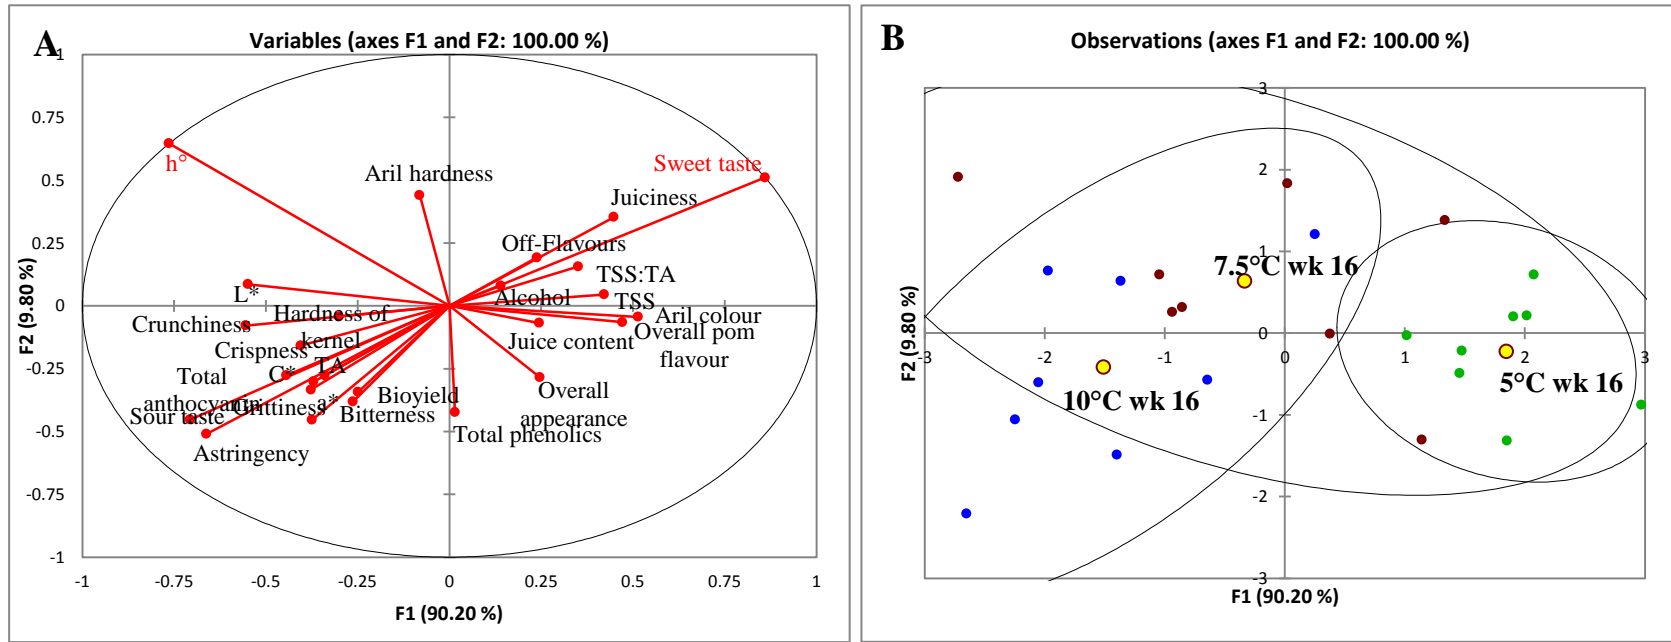 A
Variables (axes F1 and F2: 100.00 %)
1
0.75
h°
Sweet taste
Aril hardness
0.5
Juiciness
0.25
Off-Flavours
TSS:TA
L*
Alcohol
TSS
0
Crunchiness
Hardness of
kernel
Aril colour
Juice content
Overall pom
flavour
Crispness
TA
-0.25
Total
anthocyanin
C*
Bioyield
Overall
appearance
Sour taste
Grittiness
a*
Bitterness
Total phenolics
-0.5
Astringency
-0.75
-1
-1
-0.75
-0.5
-0.25
0
0.25
0.5
0.75
1
F2 (9.80 %)
F1 (90.20 %)
B
Observations (axes F1 and F2: 100.00 %)
3
2
1
7.5°C wk 16
0
-3
-2
-1
0
1
2
3
5°C wk 16
10°C wk 16
-1
-2
-3
F2 (9.80 %)
F1 (90.20 %)